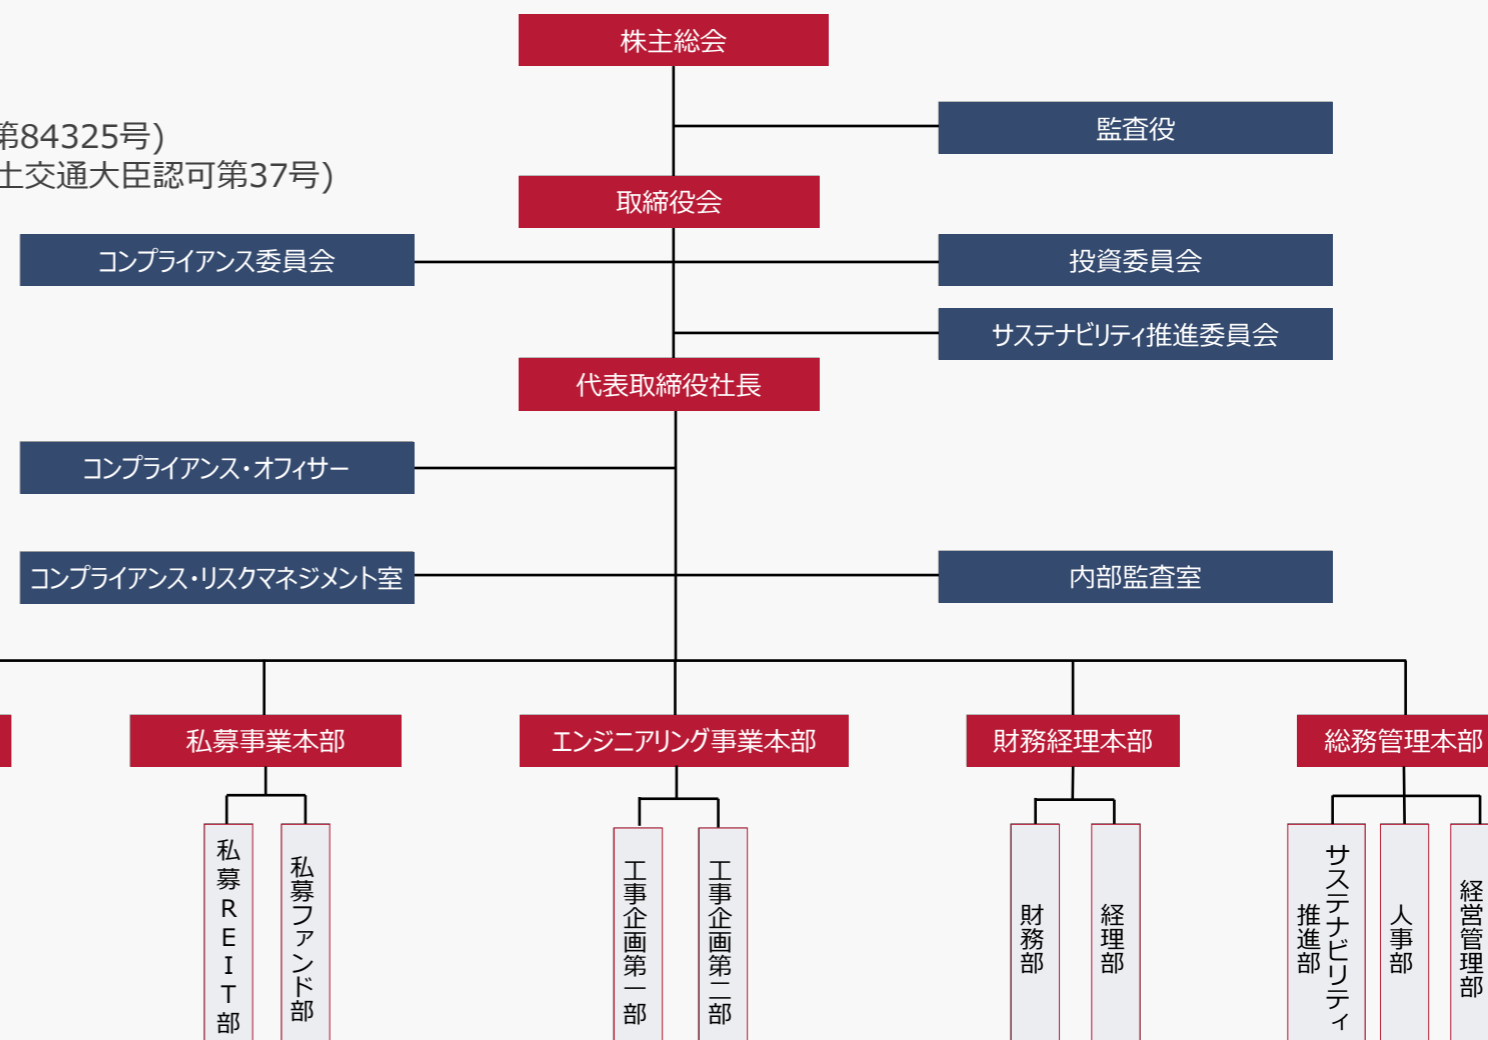 株主総会
第84325号)
監査役
土交通大臣認可第37号)
取締役会
コンプライアンス委員会
投資委員会
サステナビリティ推進委員会
代表取締役社長
コンプライアンス・オフィサー
コンプライアンス・リスクマネジメント室
内部監査室
私募事業本部
エンジニアリング事業本部
財務経理本部
総務管理本部
私募REIT部
私募ファンド部
工事企画第一部
工事企画第二部
財務部
経理部
サステナビリティ
推進部
人事部
経営管理部